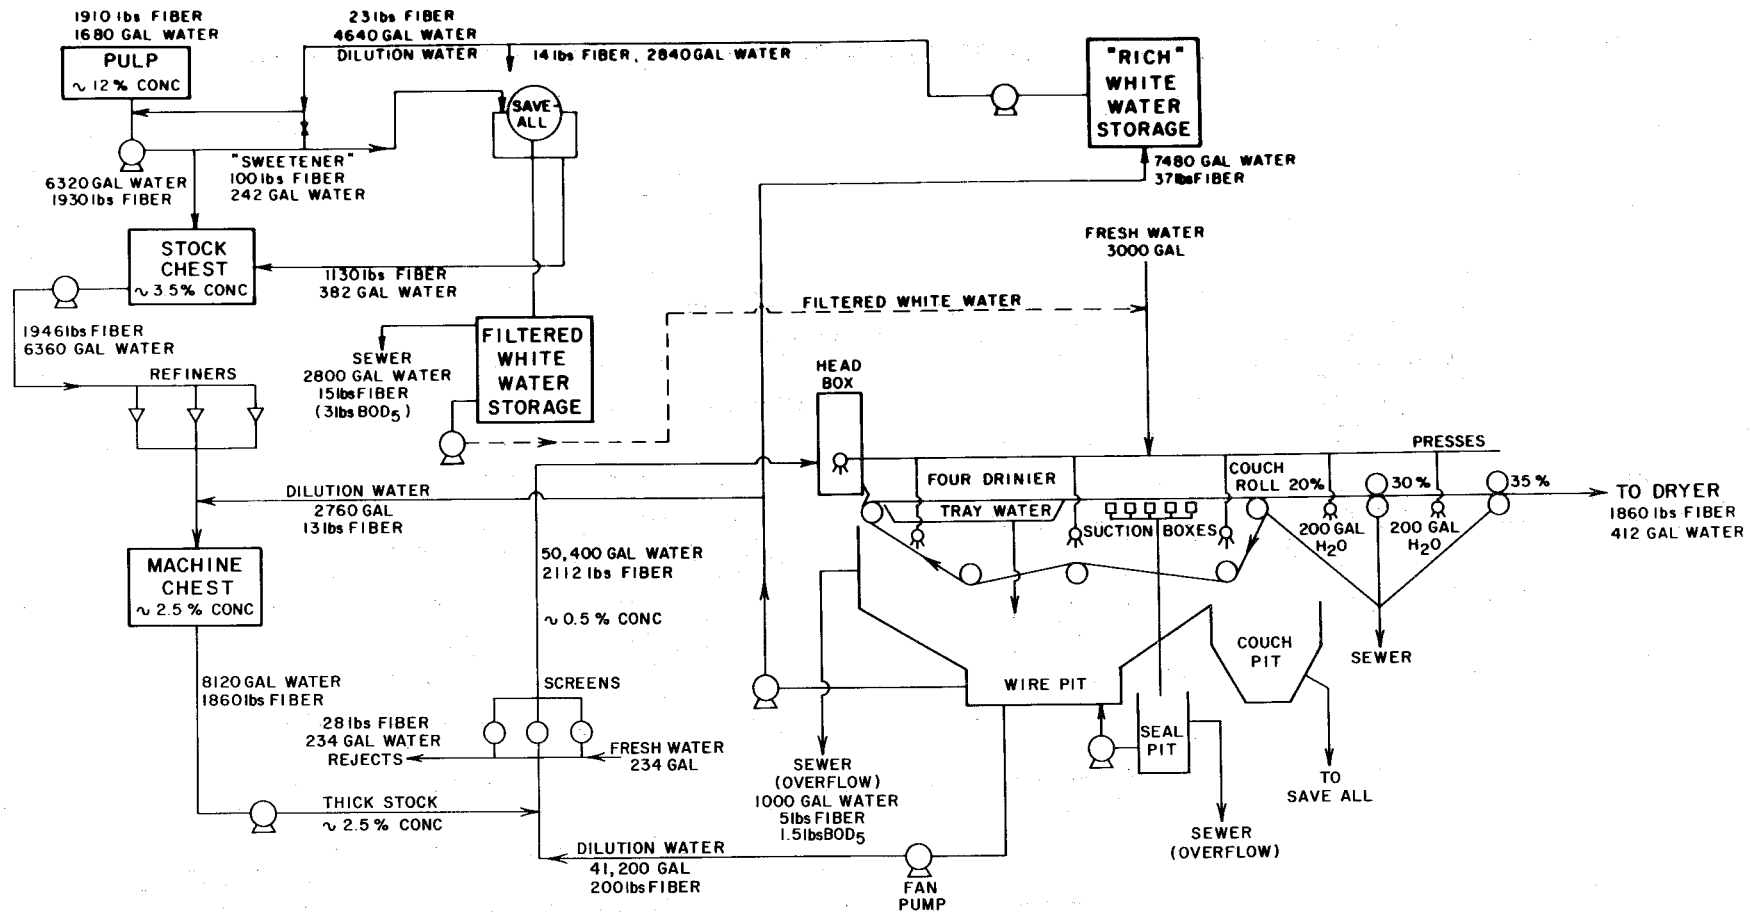 1910 lbs FIBER
1680 GAL WATER
PULP
~ 12 % CONC
23 lbs FIBER
4640 GAL WATER
DILUTION WATER
14 lbs FIBER, 2840 GAL WATER
SAVE-
ALL
"RICH"
WHITE
WATER
STORAGE
7480 GAL WATER
37 lbs FIBER
"SWEETENER"
100 lbs FIBER
242 GAL WATER
6320 GAL WATER
1930 lbs FIBER
STOCK
CHEST
~ 3.5% CONC
1130 lbs FIBER
382 GAL WATER
FRESH WATER
3000 GAL
FILTERED WHITE WATER
1946 lbs FIBER
6360 GAL WATER
REFINERS
SEWER
2800 GAL WATER
15 lbs FIBER
(3 lbs BOD5)
FILTERED
WHITE
WATER
STORAGE
HEAD
BOX
PRESSES
FOUR DRINIER
COUCH
ROLL 20%
30 %
35 %
TRAY WATER
SUCTION BOXES
200 GAL
H2O
200 GAL
H2O
TO DRYER
1860 lbs FIBER
412 GAL WATER
DILUTION WATER
2760 GAL
13 lbs FIBER
MACHINE
CHEST
~ 2.5 % CONC
50,400 GAL WATER
2112 lbs FIBER
~ 0.5 % CONC
COUCH
PIT
SEWER
WIRE PIT
SEAL
PIT
8120 GAL WATER
1860 lbs FIBER
SCREENS
28 lbs FIBER
234 GAL WATER
REJECTS
FRESH WATER
234 GAL
SEWER
(OVERFLOW)
1000 GAL WATER
5 lbs FIBER
1.5 lbs BOD5
TO
SAVE ALL
SEWER
(OVERFLOW)
THICK STOCK
~ 2.5 % CONC
DILUTION WATER
41,200 GAL
200 lbs FIBER
FAN
PUMP